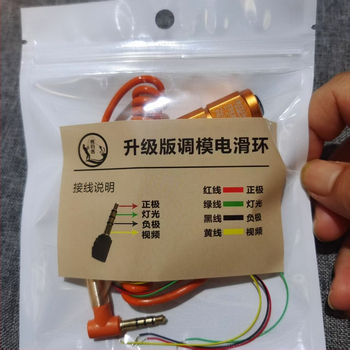 升级版调模电滑环
接线说明
正极
灯光
负极
视频
红线 正极
绿线 灯光
黑线 负极
黄线 视频